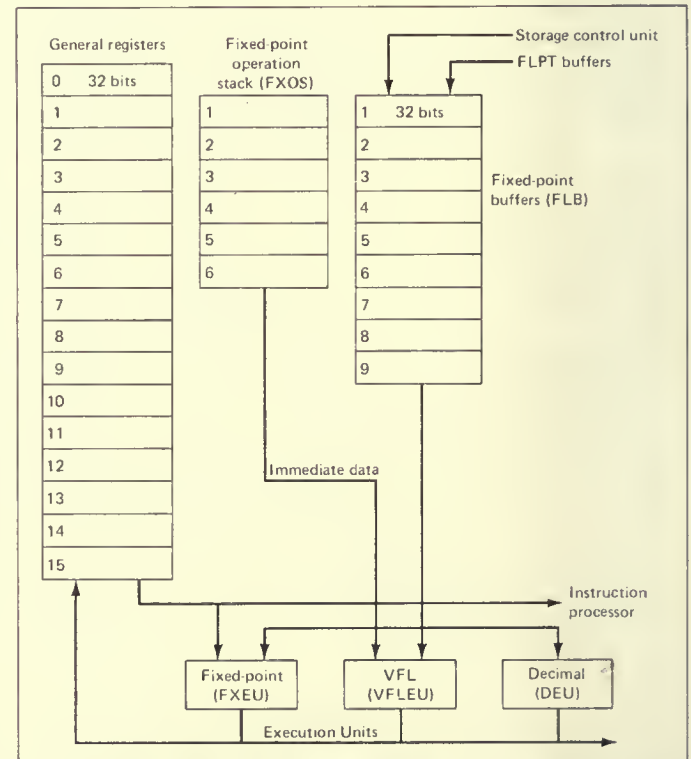 General registers
0 32 bits
1
2
3
4
5
6
7
8
9
10
11
12
13
14
15
Fixed-point
operation
stack (FXOS)
1
2
3
4
5
6
Storage control unit
FLPT buffers
1 32 bits
2
3
4
5
6
7
8
9
Fixed-point
buffers (FLB)
Immediate data
Instruction
processor
Fixed-point
(FXEU)
VFL
(VFLEU)
Decimal
(DEU)
Execution Units